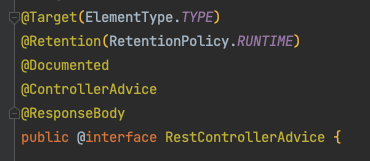 @Target(ElementType.TYPE)
@Retention(RetentionPolicy.RUNTIME)
@Documented
@ControllerAdvice
@ResponseBody
public @interface RestControllerAdvice {